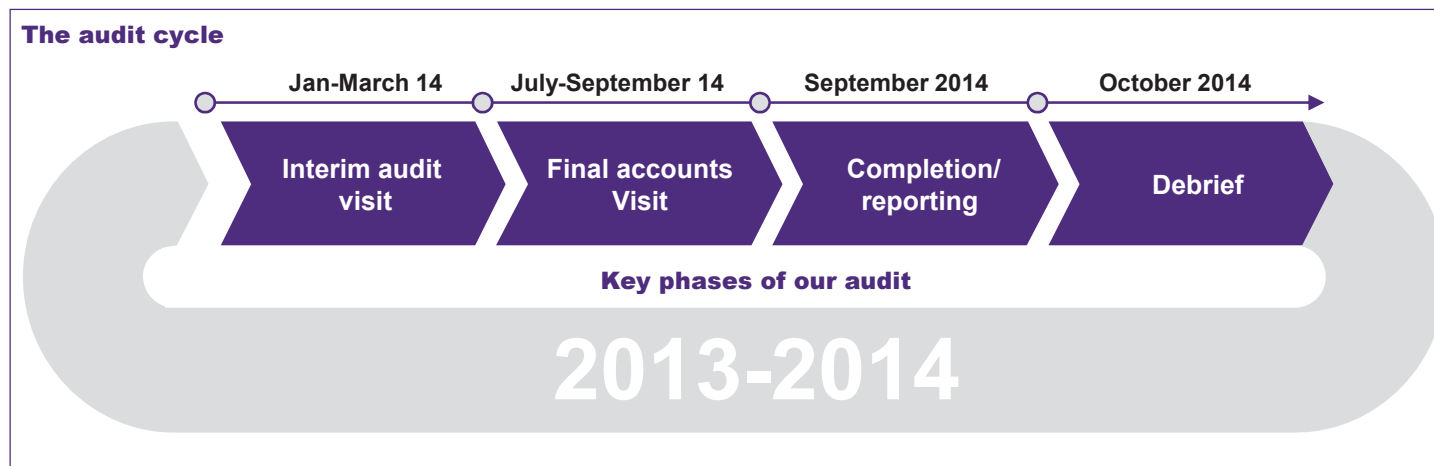 The audit cycle
Jan-March 14
July-September 14
September 2014
October 2014
Interim audit
visit
Final accounts
Visit
Completion/
reporting
Debrief
Key phases of our audit
2013-2014